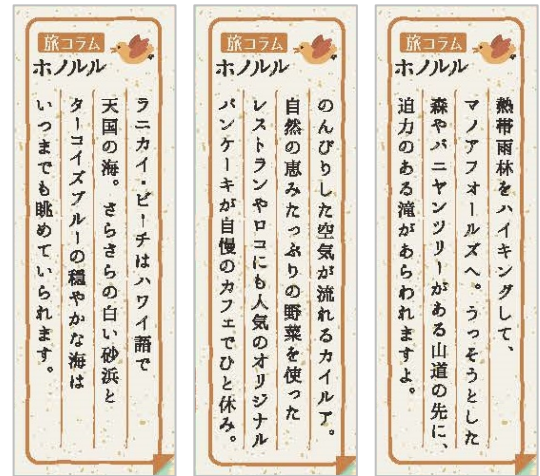 旅コラム
ホノルル
ラニカイ・ビーチはハワイ語で
天国の海。さらさらの白い砂浜と
ターコイズブルーの穏やかな海は
いつまでも眺めていられます。
旅コラム
ホノルル
のんびりした空気が流れるカイルア。
自然の恵みたっぷりの野菜を使った
レストランやロコにも人気のオリジナル
パンケーキが自慢のカフェでひと休み。
旅コラム
ホノルル
熱帯雨林をハイキングして、
マノアフォールズへ。うっそうとした
森やバニヤンツリーがある山道の先に、
迫力のある滝があらわれますよ。